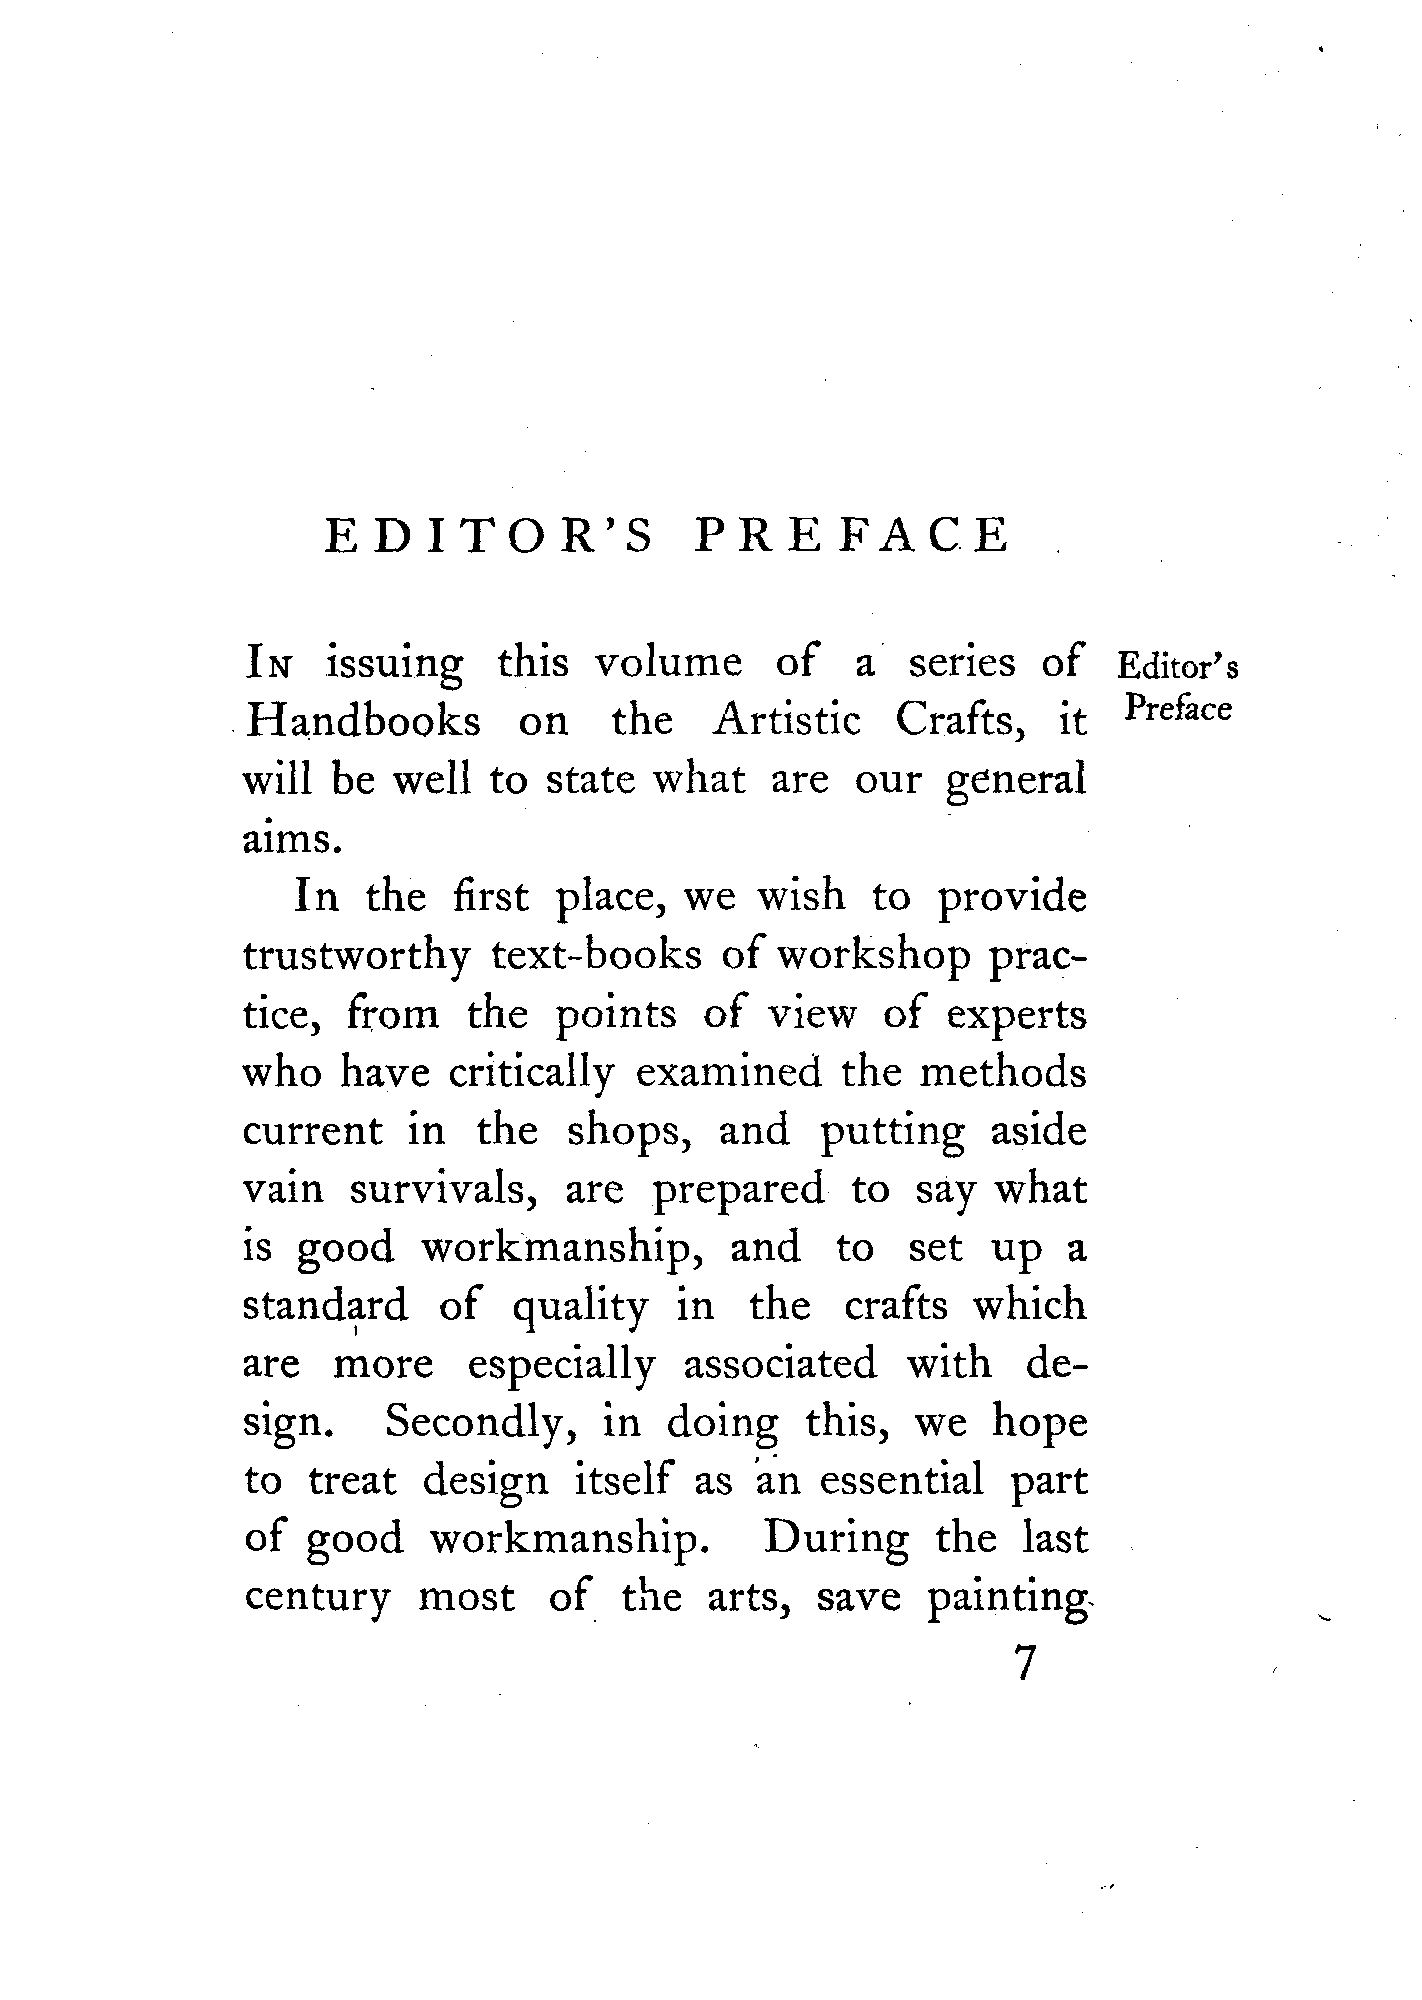 EDITOR'S PREFACE
IN issuing this volume of a series of
Handbooks on the Artistic Crafts, it
will be well to state what are our general
aims.
In the first place, we wish to provide
trustworthy text-books of workshop prac-
tice, from the points of view of experts
who have critically examined the methods
current in the shops, and putting aside
vain survivals, are prepared to say what
is good workmanship, and to set up a
standard of quality in the crafts which
are more especially associated with de-
sign. Secondly, in doing this, we hope
to treat design itself as an essential part
of good workmanship. During the last
century most of the arts, save painting
7
Editor's
Preface